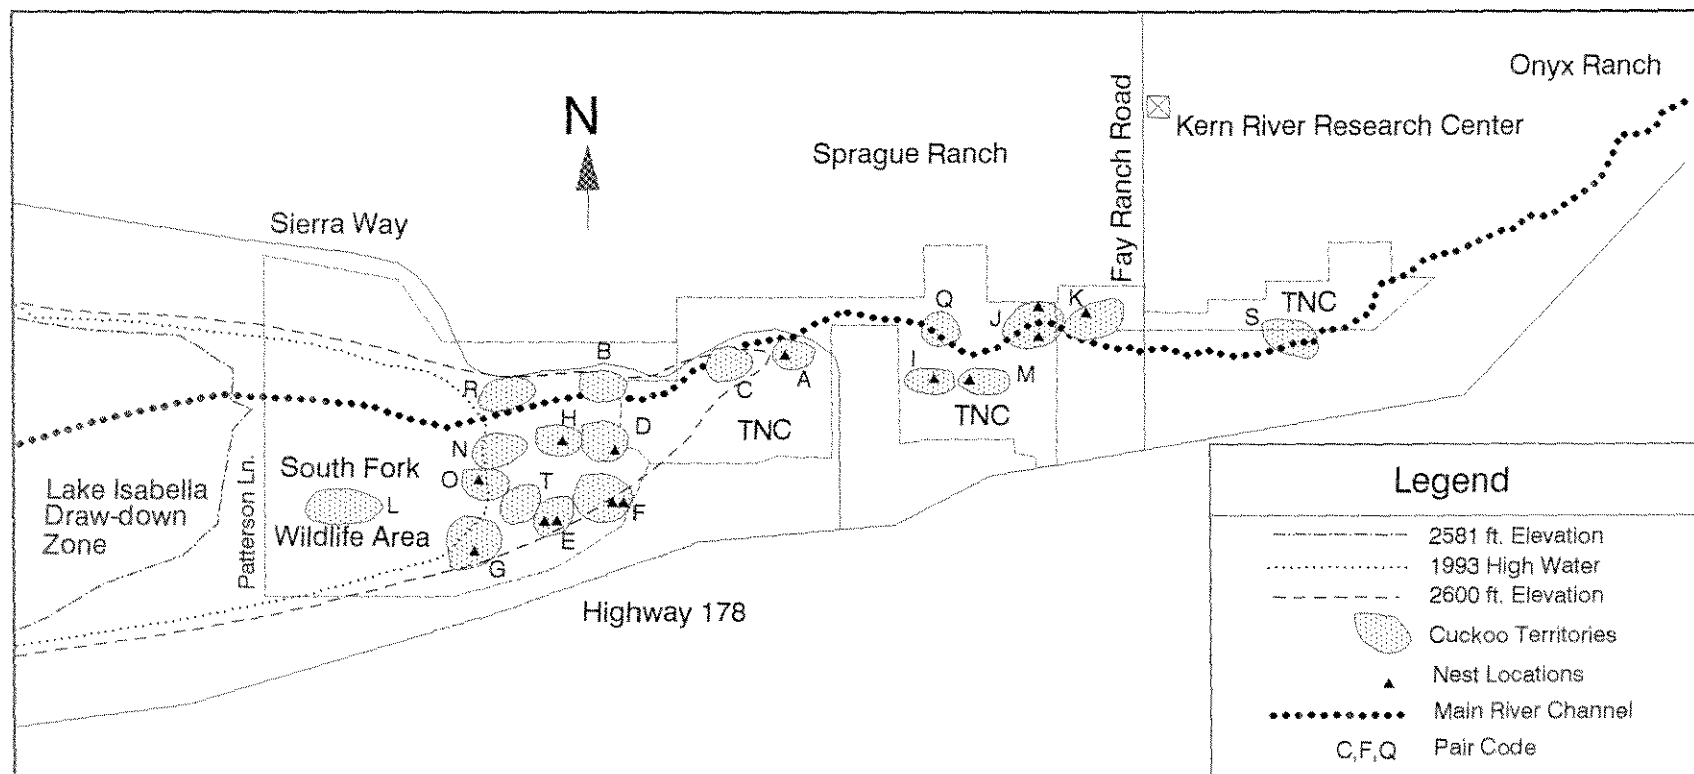 Onyx Ranch
N
Kern River Research Center
Sprague Ranch
Fay Ranch Road
Sierra Way
Q
J
K
S
TNC
B
R
C
A
I
M
TNC
TNC
H
D
N
South Fork
O
T
L
F
Wildlife Area
E
G
Lake Isabella
Draw-down
Zone
Patterson Ln.
Highway 178
Legend
2581 ft. Elevation
1993 High Water
2600 ft. Elevation
Cuckoo Territories
Nest Locations
Main River Channel
C,F,Q Pair Code